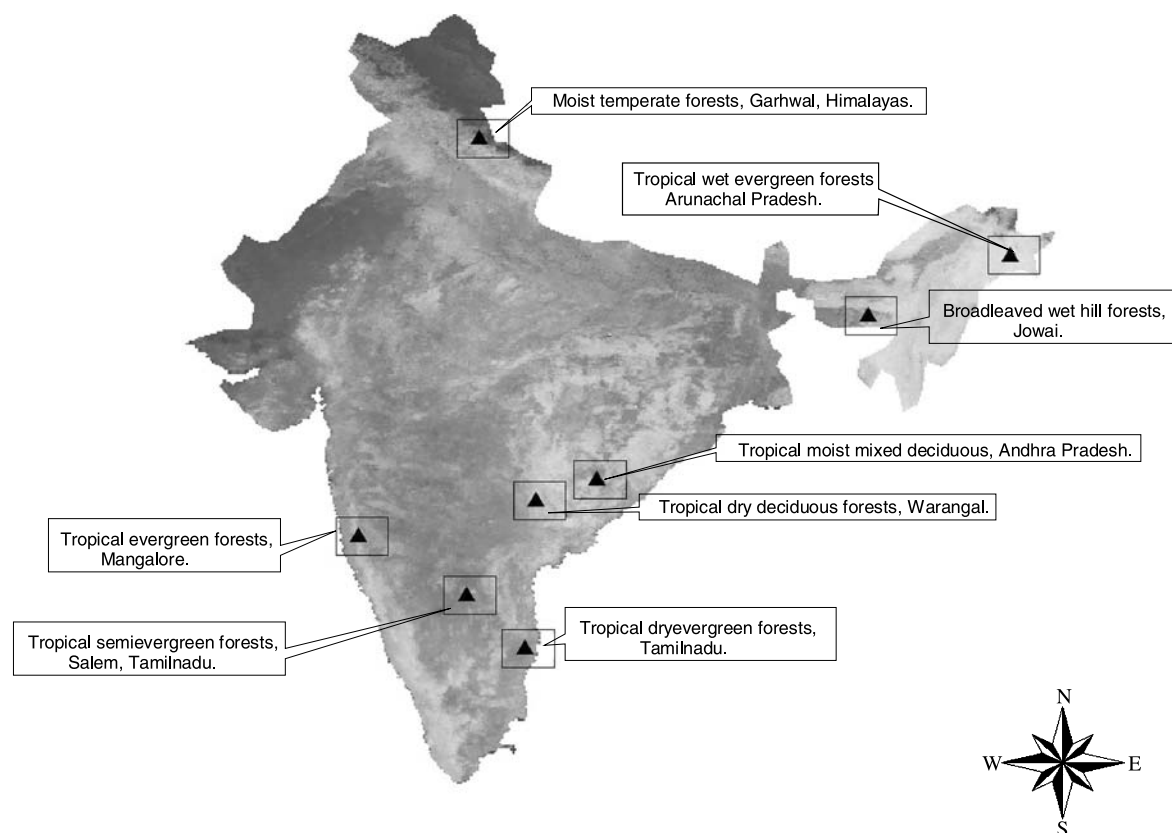 Moist temperate forests, Garhwal, Himalayas.
Tropical wet evergreen forests
Arunachal Pradesh.
Broadleaved wet hill forests,
Jowai.
Tropical moist mixed deciduous, Andhra Pradesh.
Tropical dry deciduous forests, Warangal.
Tropical evergreen forests,
Mangalore.
Tropical semievergreen forests,
Salem, Tamilnadu.
Tropical dryevergreen forests,
Tamilnadu.
N
W
E
S